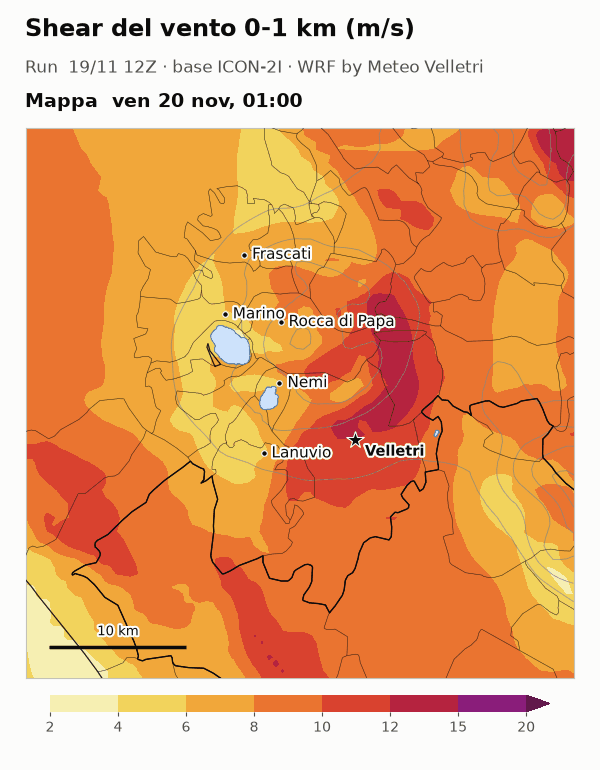 Shear del vento 0-1 km (m/s)
Run  19/11 12Z · base ICON-2I · WRF by Meteo Velletri
Mappa  ven 20 nov, 01:00
Frascati
Marino
Rocca di Papa
Nemi
Velletri
Lanuvio
10 km
2 4 6 8 10 12 15 20